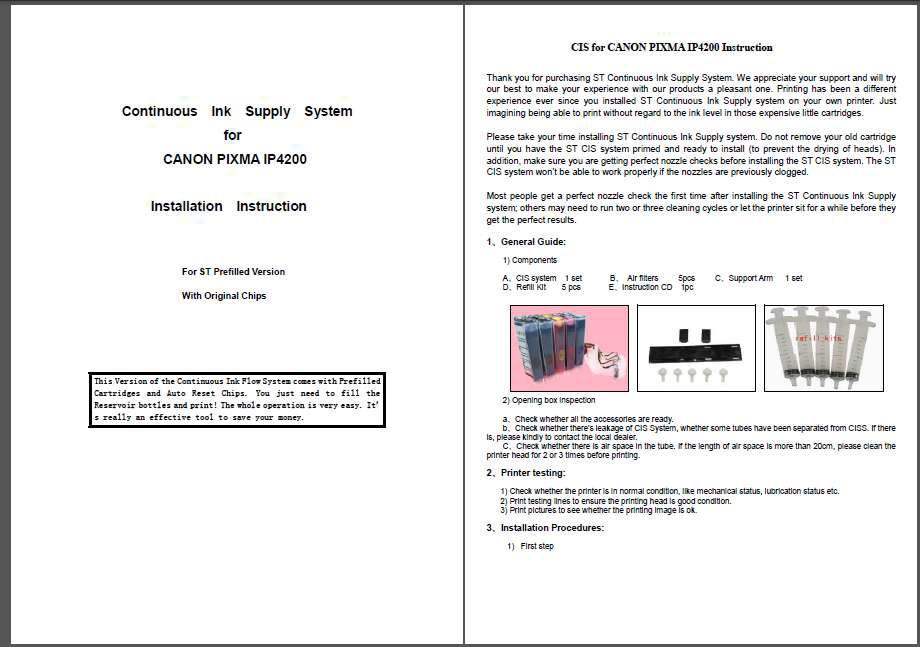 Continuous Ink Supply System
for
CANON PIXMA IP4200
Installation Instruction
For ST Prefilled Version
With Original Chips
This Version of the Continuous Ink Flow System comes with Prefilled
Cartridges and Auto Reset Chips. You just need to fill the
Reservoir bottles and print! The whole operation is very easy. It'
s really an effective tool to save your money.
CIS for CANON PIXMA IP4200 Instruction
Thank you for purchasing ST Continuous Ink Supply System. We appreciate your support and will try
our best to make your experience with our products a pleasant one. Printing has been a different
experience ever since you installed ST Continuous Ink Supply system on your own printer. Just
imagining being able to print without regard to the ink level in those expensive little cartridges.
Please take your time installing ST Continuous Ink Supply system. Do not remove your old cartridge
until you have the ST CIS system primed and ready to install (to prevent the drying of heads). In
addition, make sure you are getting perfect nozzle checks before installing the ST CIS system. The ST
CIS system won't be able to work properly if the nozzles are previously clogged.
Most people get a perfect nozzle check the first time after installing the ST Continuous Ink Supply
system; others may need to run two or three cleaning cycles or let the printer sit for a while before they
get the perfect results.
1、General Guide:
1) Components
A、CIS system 1 set B、 Air filters 5pcs C、Support Arm 1 set
D、Refill Kit 5 pcs E、Instruction CD 1pc
refill kits
2) Opening box inspection
a、Check whether all the accessories are ready.
b、Check whether there's leakage of CIS System, whether some tubes have been separated from CISS. If there
is, please kindly to contact the local dealer.
C、Check whether there is air space in the tube. If the length of air space is more than 20cm, please clean the
printer head for 2 or 3 times before printing.
2、Printer testing:
1) Check whether the printer is in normal condition, like mechanical status, lubrication status etc.
2) Print testing lines to ensure the printing head is good condition.
3) Print pictures to see whether the printing image is ok.
3、Installation Procedures:
1) First step